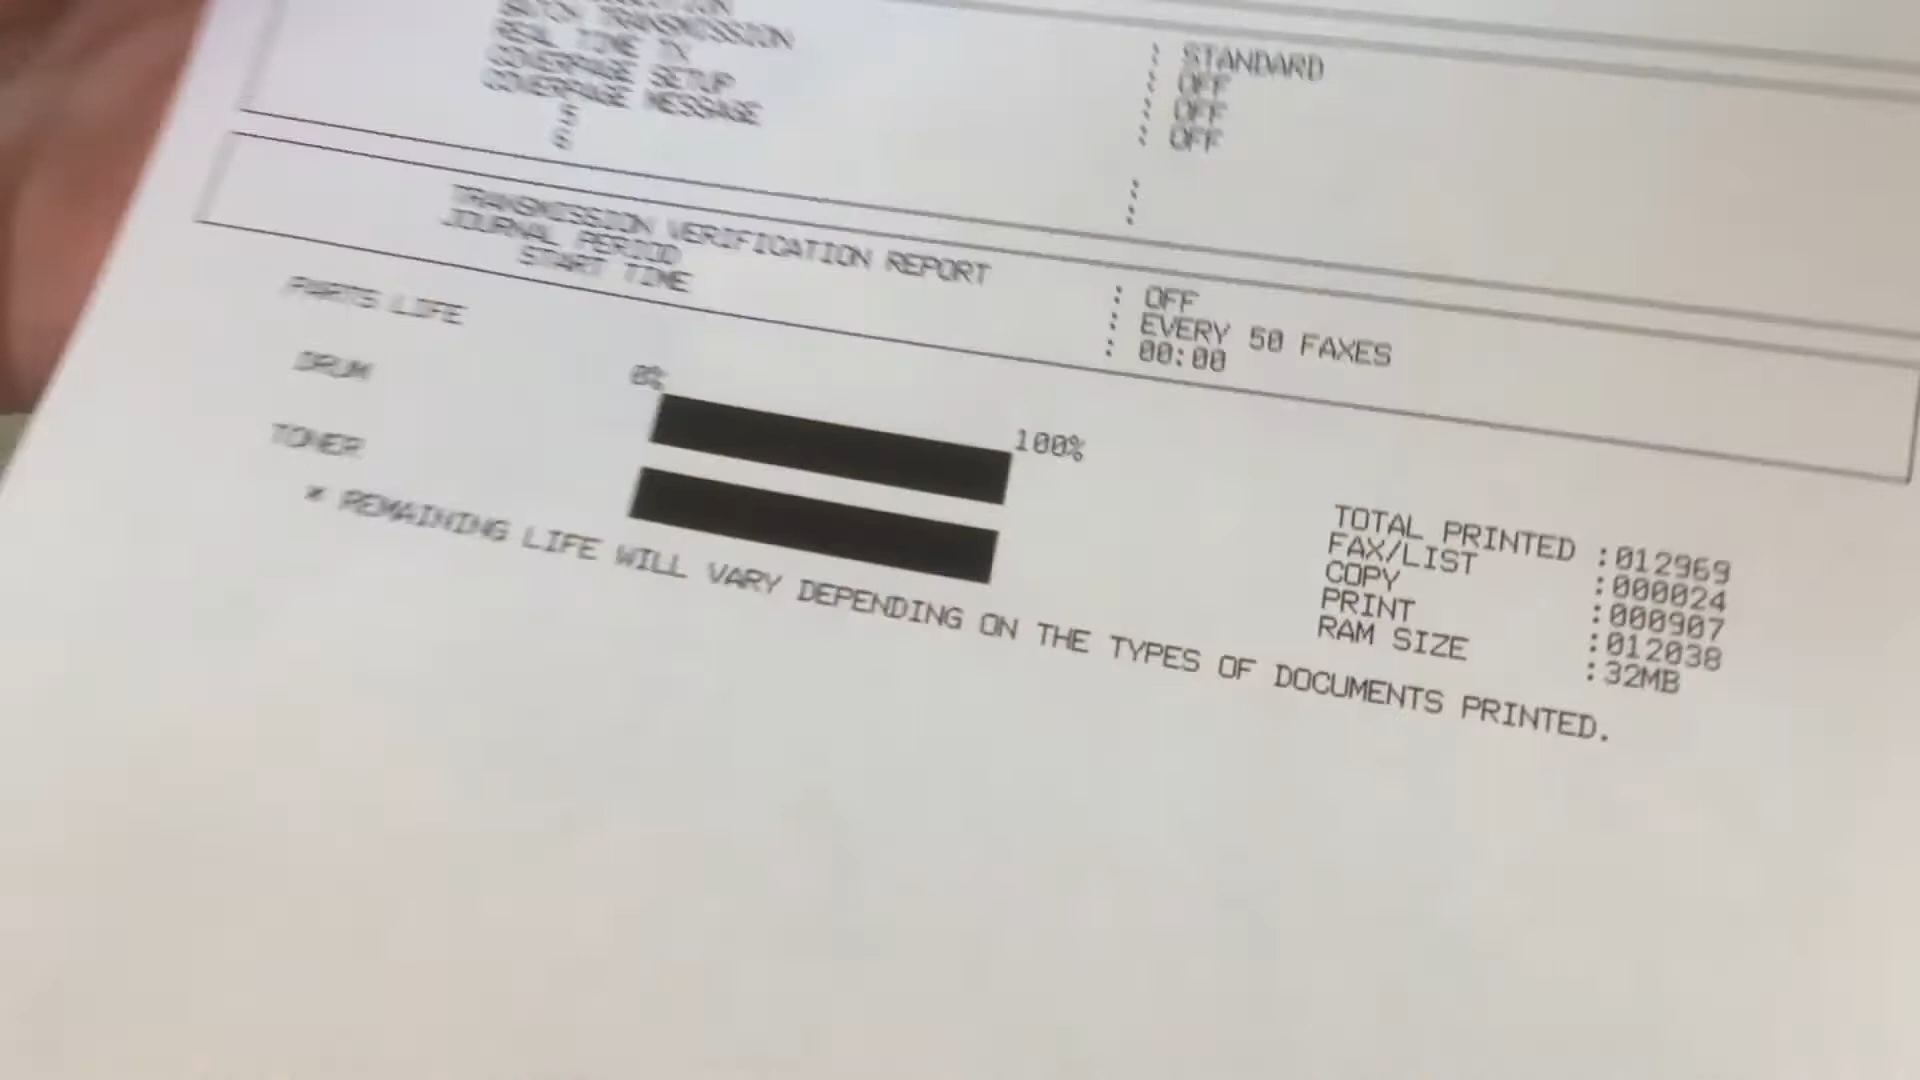 TRANSMISSION : STANDARD
REAL TIME TX : OFF
COVERPAGE SETUP : OFF
COVERPAGE MESSAGE : OFF
5 :
6 :
TRANSMISSION VERIFICATION REPORT : OFF
JOURNAL PERIOD : EVERY 50 FAXES
START TIME : 00:00
PARTS LIFE
DRUM 0% 100%
TONER
* REMAINING LIFE WILL VARY DEPENDING ON THE TYPES OF DOCUMENTS PRINTED.
TOTAL PRINTED :012969
FAX/LIST :000024
COPY :000907
PRINT :012038
RAM SIZE :32MB